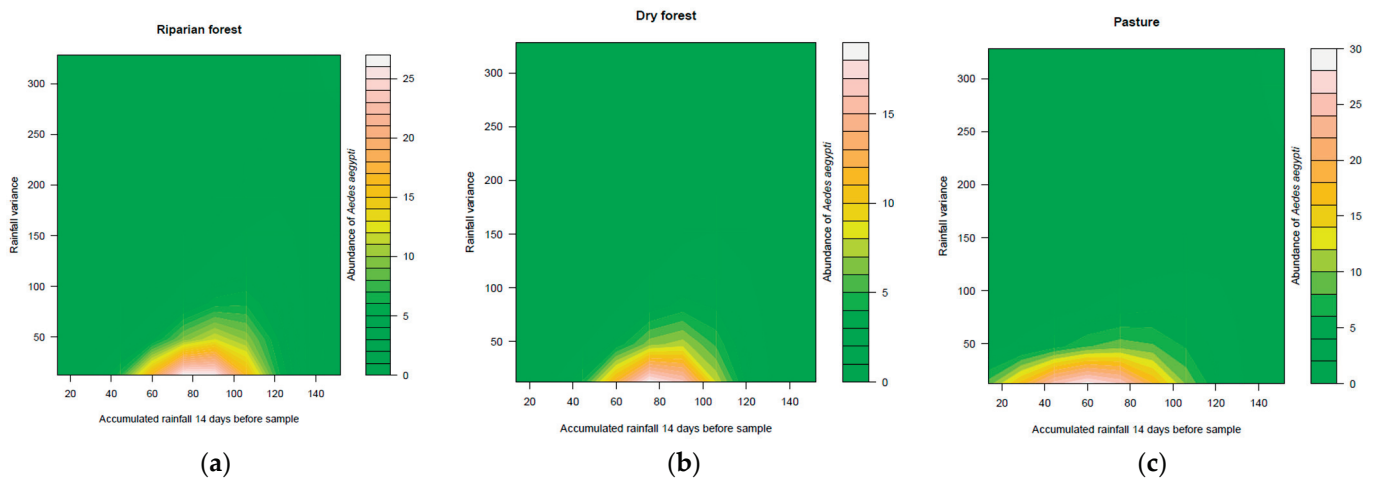 Riparian forest
300
250
200
150
100
50
20 40 60 80 100 120 140
Rainfall variance
Accumulated rainfall 14 days before sample
25
20
15
10
5
0
Abundance of Aedes aegypti
(a)
Dry forest
300
250
200
150
100
50
20 40 60 80 100 120 140
Rainfall variance
Accumulated rainfall 14 days before sample
15
10
5
0
Abundance of Aedes aegypti
(b)
Pasture
300
250
200
150
100
50
20 40 60 80 100 120 140
Rainfall variance
Accumulated rainfall 14 days before sample
30
25
20
15
10
5
0
Abundance of Aedes aegypti
(c)